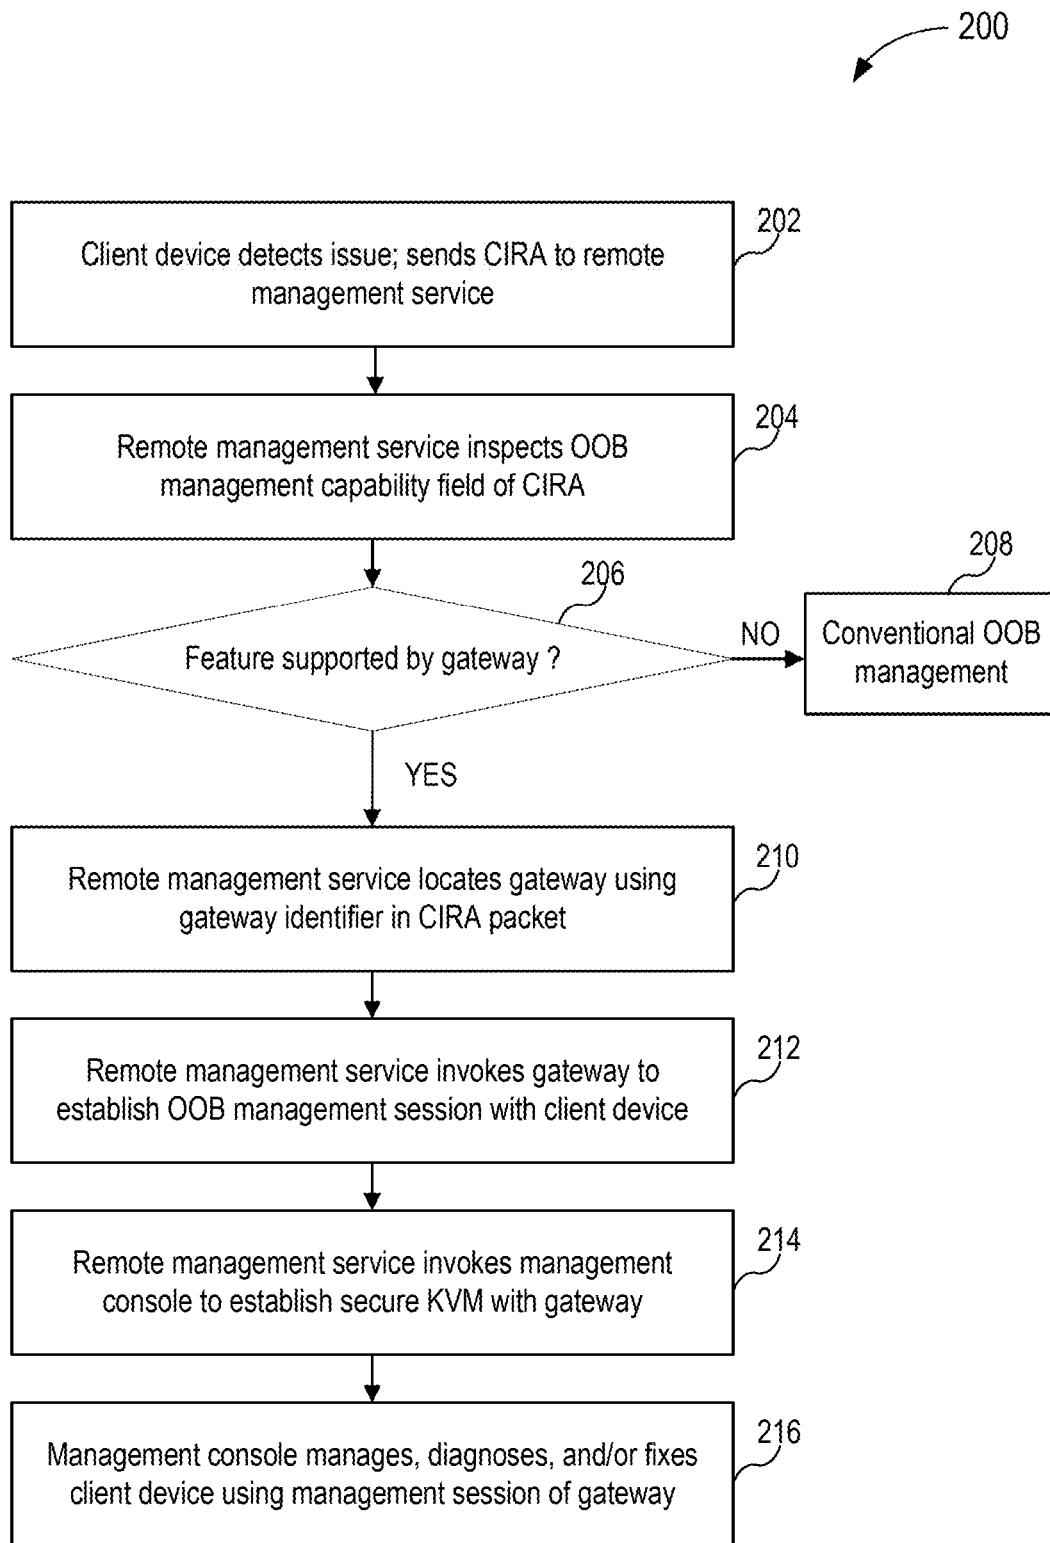 200
202
Client device detects issue; sends CIRA to remote
management service
204
Remote management service inspects OOB
management capability field of CIRA
206
Feature supported by gateway ?
NO
208
Conventional OOB
management
YES
210
Remote management service locates gateway using
gateway identifier in CIRA packet
212
Remote management service invokes gateway to
establish OOB management session with client device
214
Remote management service invokes management
console to establish secure KVM with gateway
216
Management console manages, diagnoses, and/or fixes
client device using management session of gateway